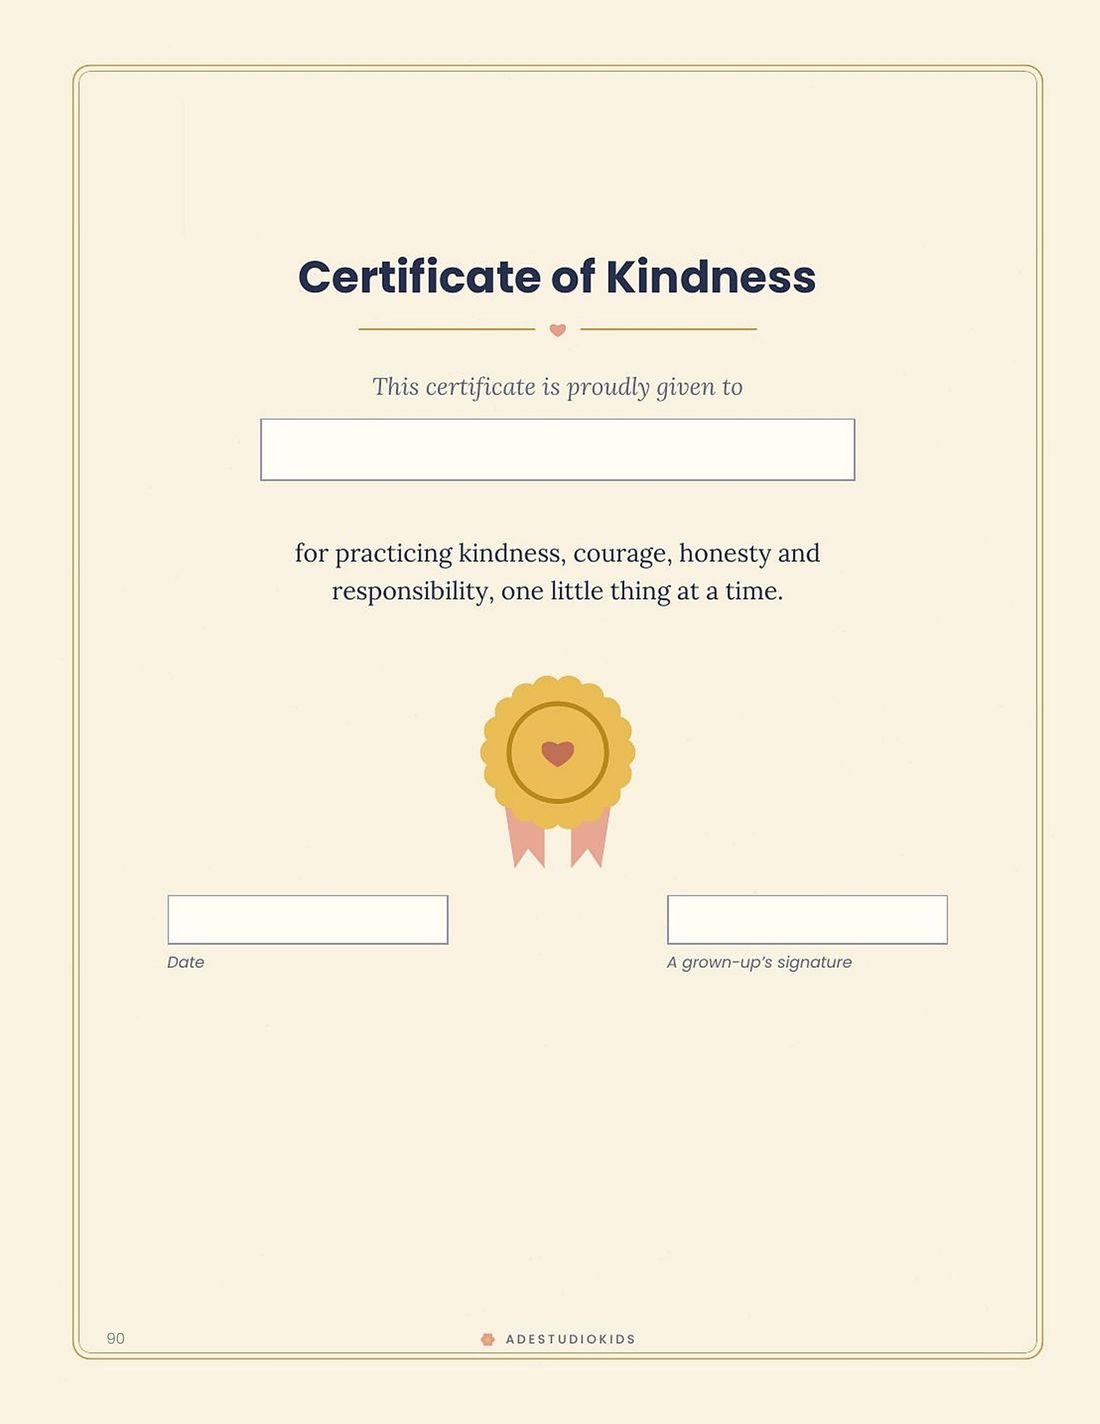 Certificate of Kindness
This certificate is proudly given to
for practicing kindness, courage, honesty and
responsibility, one little thing at a time.
Date
A grown-up’s signature
90
ADESTUDIOKIDS